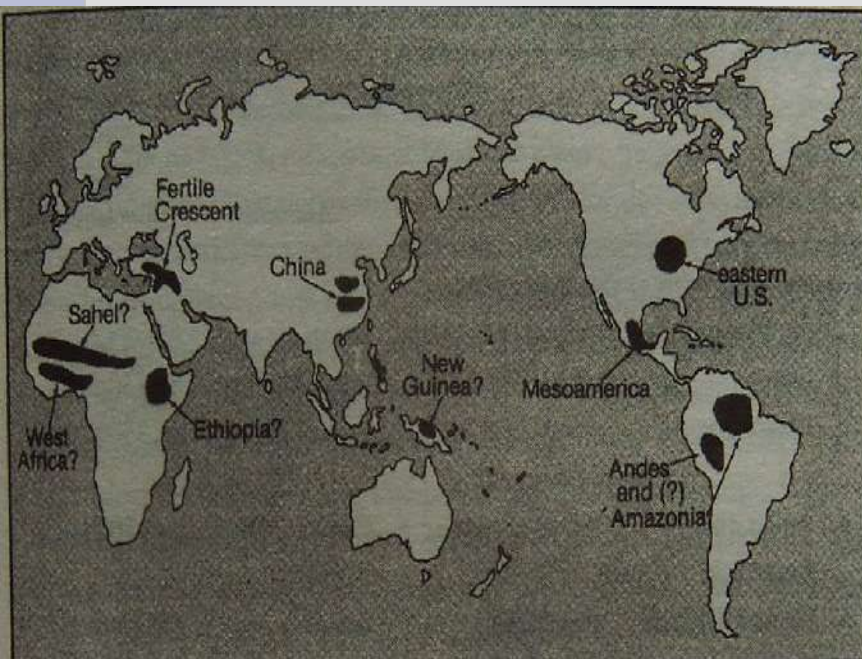 Fertile
Crescent
China
Sahel?
eastern
U.S.
New
Guinea?
Mesoamerica
West
Africa?
Ethiopia?
Andes
and (?)
Amazonia